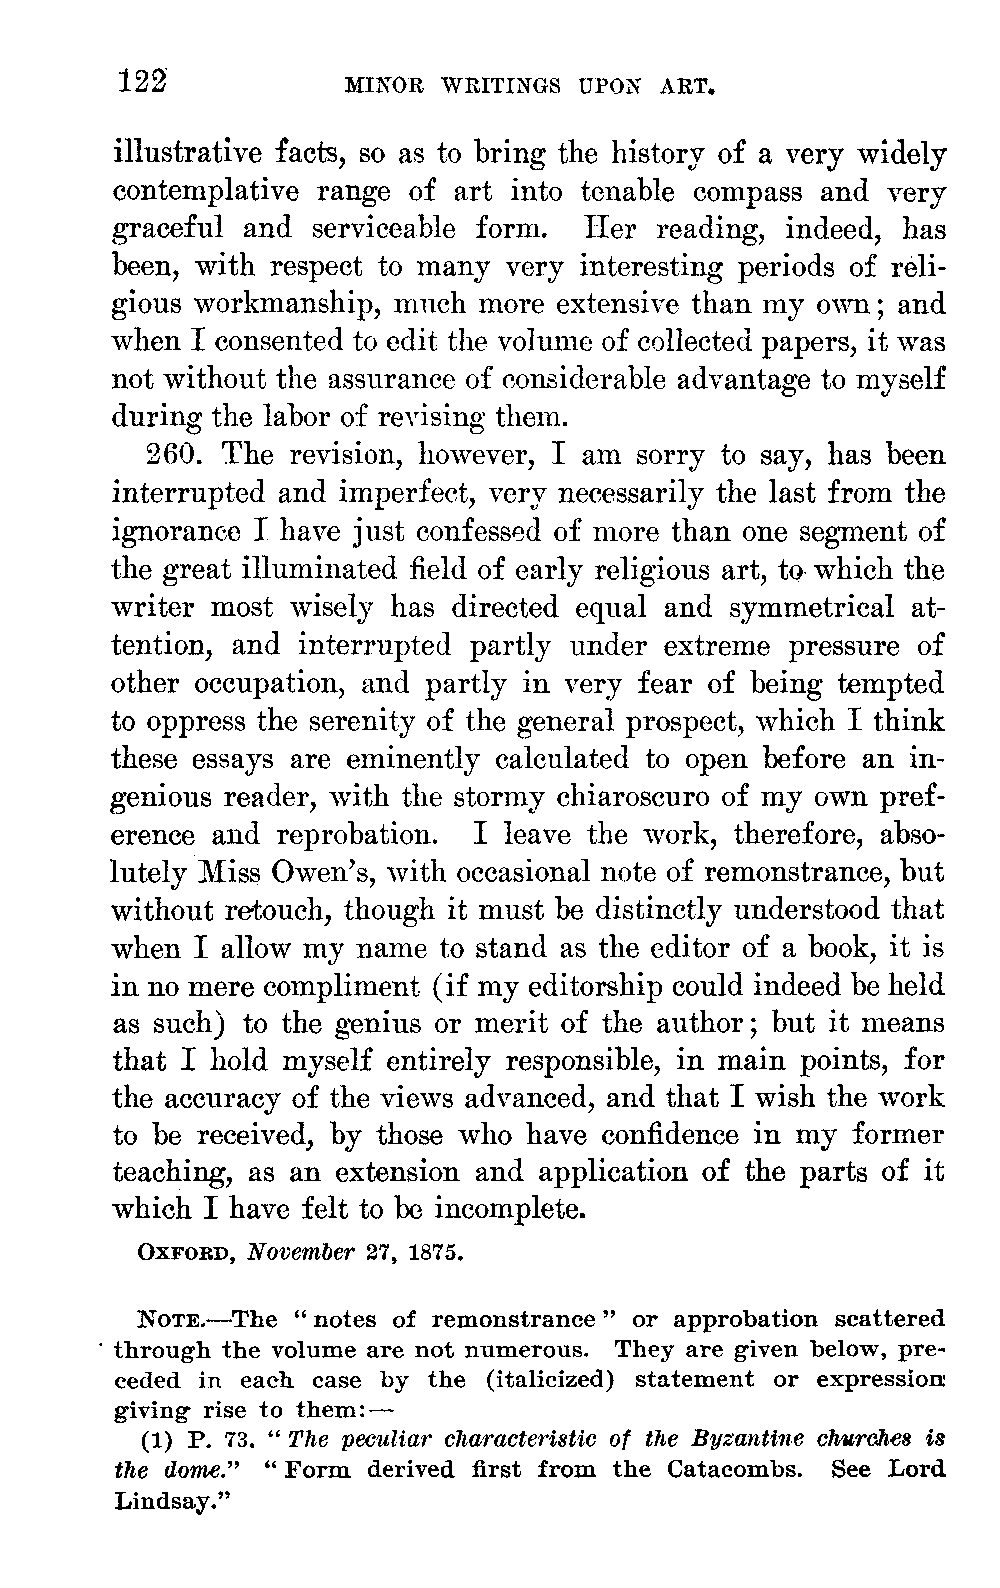 122 MINOR WRITINGS UPON ART.
illustrative facts, so as to bring the history of a very widely
contemplative range of art into tenable compass and very
graceful and serviceable form. Her reading, indeed, has
been, with respect to many very interesting periods of reli-
gious workmanship, much more extensive than my own; and
when I consented to edit the volume of collected papers, it was
not without the assurance of considerable advantage to myself
during the labor of revising them.
260. The revision, however, I am sorry to say, has been
interrupted and imperfect, very necessarily the last from the
ignorance I have just confessed of more than one segment of
the great illuminated field of early religious art, to which the
writer most wisely has directed equal and symmetrical at-
tention, and interrupted partly under extreme pressure of
other occupation, and partly in very fear of being tempted
to oppress the serenity of the general prospect, which I think
these essays are eminently calculated to open before an in-
genious reader, with the stormy chiaroscuro of my own pref-
erence and reprobation. I leave the work, therefore, abso-
lutely Miss Owen's, with occasional note of remonstrance, but
without retouch, though it must be distinctly understood that
when I allow my name to stand as the editor of a book, it is
in no mere compliment (if my editorship could indeed be held
as such) to the genius or merit of the author; but it means
that I hold myself entirely responsible, in main points, for
the accuracy of the views advanced, and that I wish the work
to be received, by those who have confidence in my former
teaching, as an extension and application of the parts of it
which I have felt to be incomplete.
OXFORD, November 27, 1875.
NOTE.—The "notes of remonstrance" or approbation scattered
through the volume are not numerous. They are given below, pre-
ceded in each case by the (italicized) statement or expression
giving rise to them:—
(1) P. 73. "The peculiar characteristic of the Byzantine churches is
the dome." "Form derived first from the Catacombs. See Lord
Lindsay."